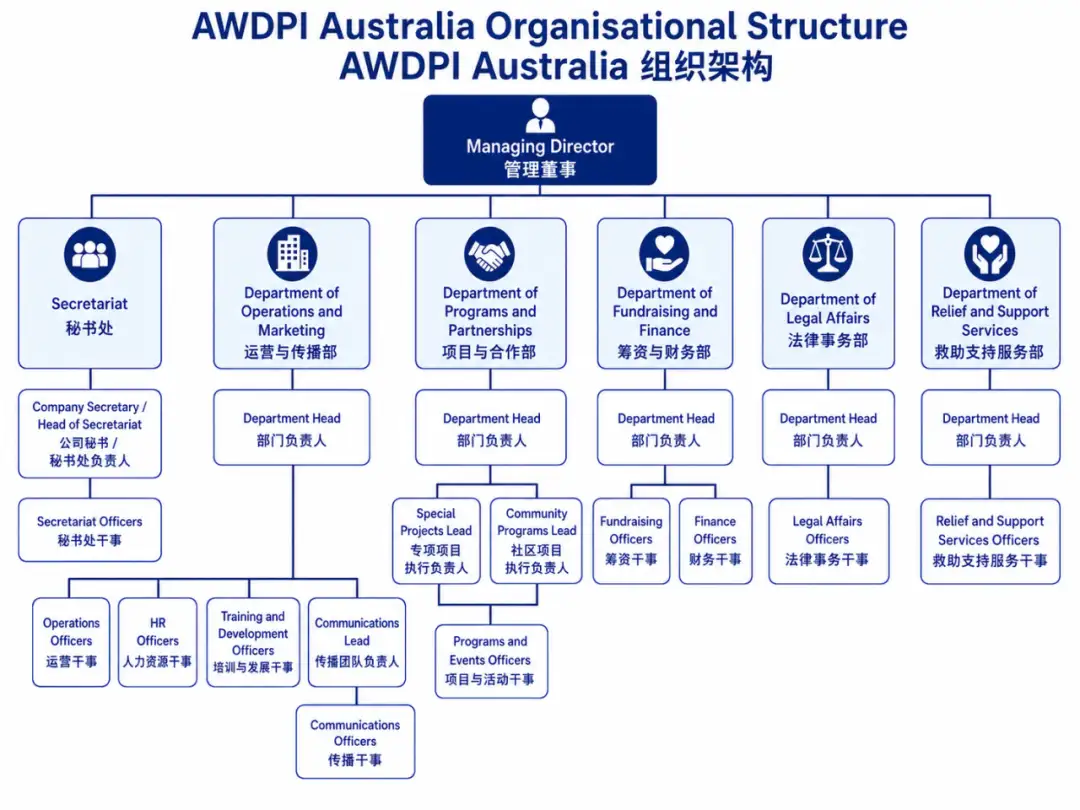 AWDPI Australia Organisational Structure
AWDPI Australia 组织架构
Managing Director
管理董事
Secretariat
秘书处
Department of
Operations and
Marketing
运营与传播部
Department of
Programs and
Partnerships
项目与合作部
Department of
Fundraising and
Finance
筹资与财务部
Department of
Legal Affairs
法律事务部
Department of
Relief and Support
Services
救助支持服务部
Company Secretary /
Head of Secretariat
公司秘书 /
秘书处负责人
Department Head
部门负责人
Department Head
部门负责人
Department Head
部门负责人
Department Head
部门负责人
Department Head
部门负责人
Secretariat Officers
秘书处干事
Special
Projects Lead
专项项目
执行负责人
Community
Programs Lead
社区项目
执行负责人
Fundraising
Officers
筹资干事
Finance
Officers
财务干事
Legal Affairs
Officers
法律事务干事
Relief and Support
Services Officers
救助支持服务干事
Operations
Officers
运营干事
HR
Officers
人力资源干事
Training and
Development
Officers
培训与发展干事
Communications
Lead
传播团队负责人
Programs and
Events Officers
项目与活动干事
Communications
Officers
传播干事